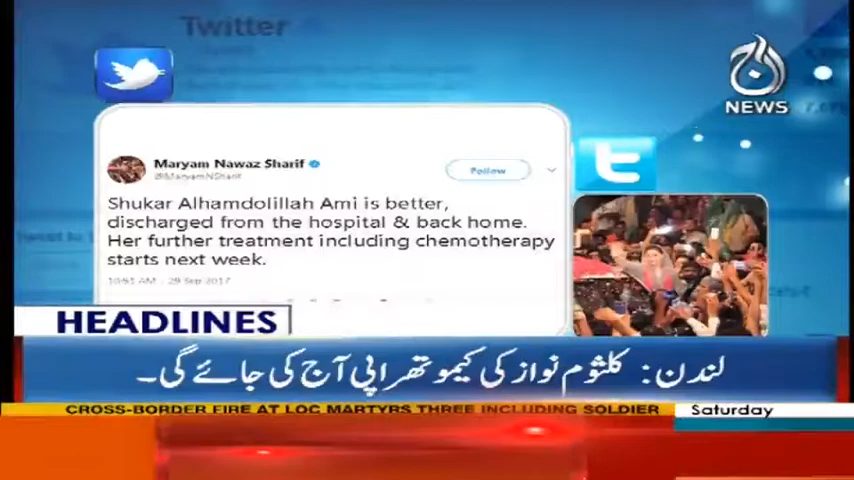 Twitter
NEWS
Maryam Nawaz Sharif
@MaryamNSharif
Follow
Shukar Alhamdolillah Ami is better,
discharged from the hospital & back home.
Her further treatment including chemotherapy
starts next week.
10:51 AM - 29 Sep 2017
HEADLINES
لندن: کلثوم نواز کی کیموتھراپی آج کی جائے گی۔
CROSS-BORDER FIRE AT LOC MARTYRS THREE INCLUDING SOLDIER
Saturday